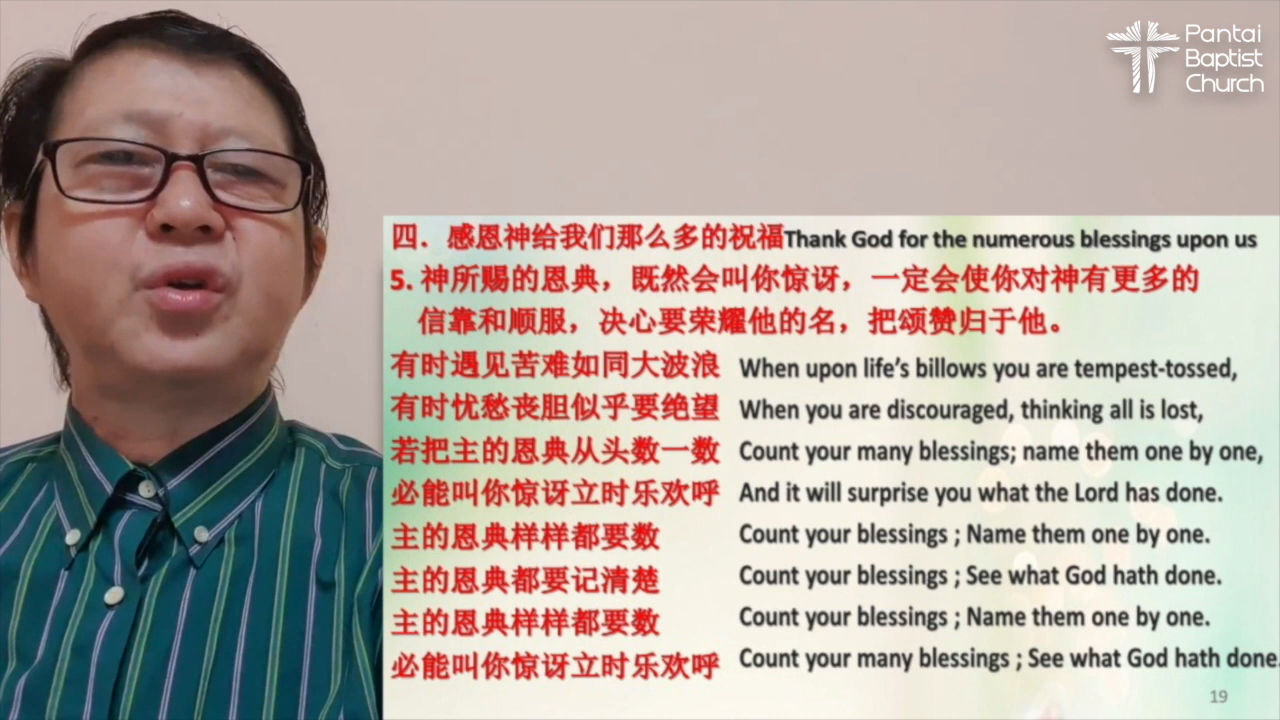 Pantai
Baptist
Church
四．感恩神给我们那么多的祝福Thank God for the numerous blessings upon us
5. 神所赐的恩典，既然会叫你惊讶，一定会使你对神有更多的
信靠和顺服，决心要荣耀他的名，把颂赞归于他。
有时遇见苦难如同大波浪 When upon life’s billows you are tempest-tossed,
有时忧愁丧胆似乎要绝望 When you are discouraged, thinking all is lost,
若把主的恩典从头数一数 Count your many blessings; name them one by one,
必能叫你惊讶立时乐欢呼 And it will surprise you what the Lord has done.
主的恩典样样都要数 Count your blessings ; Name them one by one.
主的恩典都要记清楚 Count your blessings ; See what God hath done.
主的恩典样样都要数 Count your blessings ; Name them one by one.
必能叫你惊讶立时乐欢呼 Count your many blessings ; See what God hath done.
19